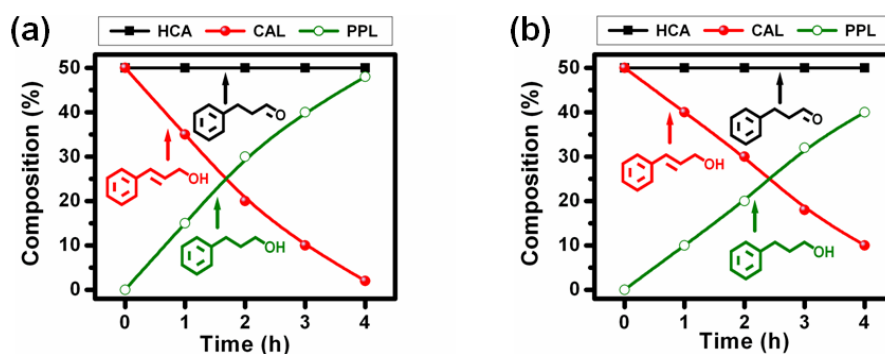 (a)
HCA CAL PPL
50
40
30
20
10
0
Composition (%)
O
OH
OH
0 1 2 3 4
Time (h)
(b)
HCA CAL PPL
50
40
30
20
10
0
Composition (%)
O
OH
OH
0 1 2 3 4
Time (h)